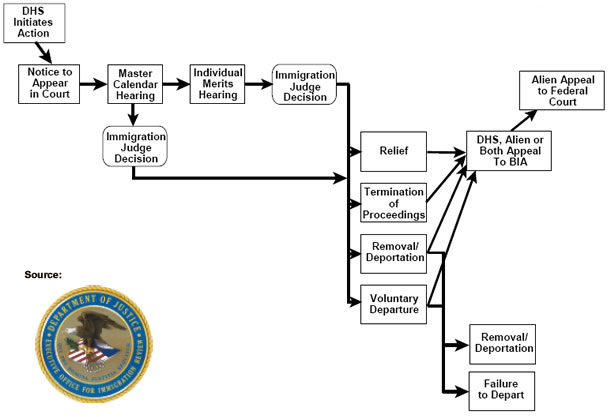 DHS
Initiates
Action
Notice to
Appear
in Court
Master
Calendar
Hearing
Individual
Merits
Hearing
Immigration
Judge
Decision
Immigration
Judge
Decision
Relief
Termination
of
Proceedings
Removal/
Deportation
Voluntary
Departure
DHS, Alien or
Both Appeal
To BIA
Alien Appeal
to Federal
Court
Removal/
Deportation
Failure
to Depart
Source:
DEPARTMENT OF JUSTICE
EXECUTIVE OFFICE FOR IMMIGRATION REVIEW